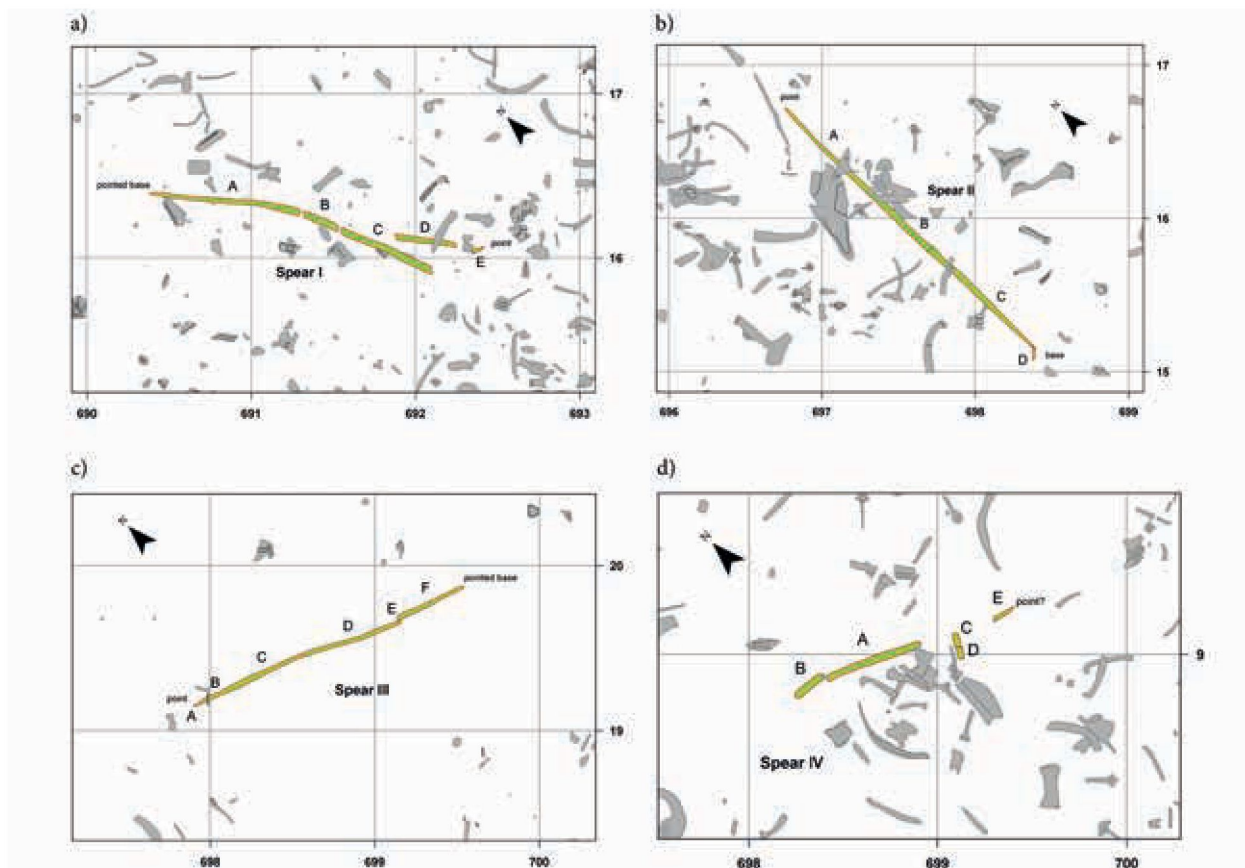 a)
17
N
A
pointed base
B
C
D
point
E
Spear I
16
690 691 692 693
b)
17
point
N
A
Spear II
16
B
C
D
base
15
696 697 698 699
c)
N
20
pointed base
F
E
D
C
B
point
A
Spear III
19
698 699 700
d)
N
E
point?
C
A
D
9
B
Spear IV
698 699 700